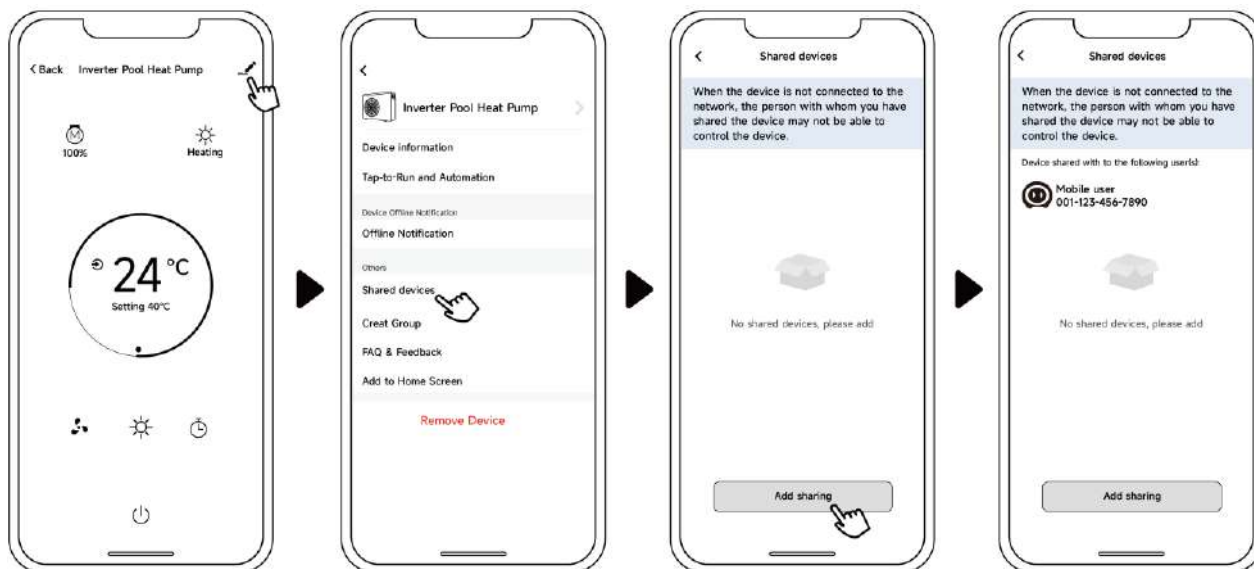 < Back Inverter Pool Heat Pump
M
100%
Heating
24 °C
Setting 40°C
<
Inverter Pool Heat Pump >
Device information
Tap-to-Run and Automation
Device Offline Notification
Offline Notification
Others
Shared devices
Creat Group
FAQ & Feedback
Add to Home Screen
Remove Device
< Shared devices
When the device is not connected to the
network, the person with whom you have
shared the device may not be able to
control the device.
No shared devices, please add
Add sharing
< Shared devices
When the device is not connected to the
network, the person with whom you have
shared the device may not be able to
control the device.
Device shared with to the following user(s):
Mobile user
001-123-456-7890
No shared devices, please add
Add sharing